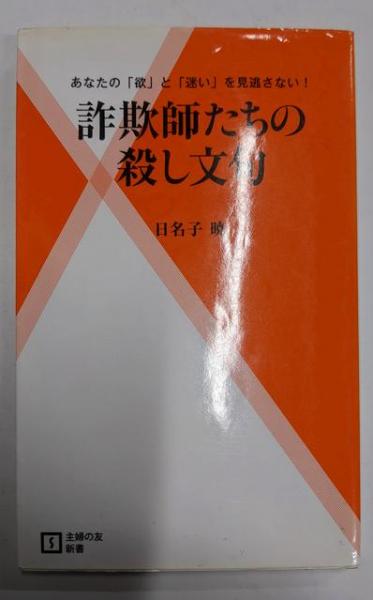 あなたの「欲」と「迷い」を見逃さない!
詐欺師たちの
殺し文句
日名子 暁
主婦の友
新書